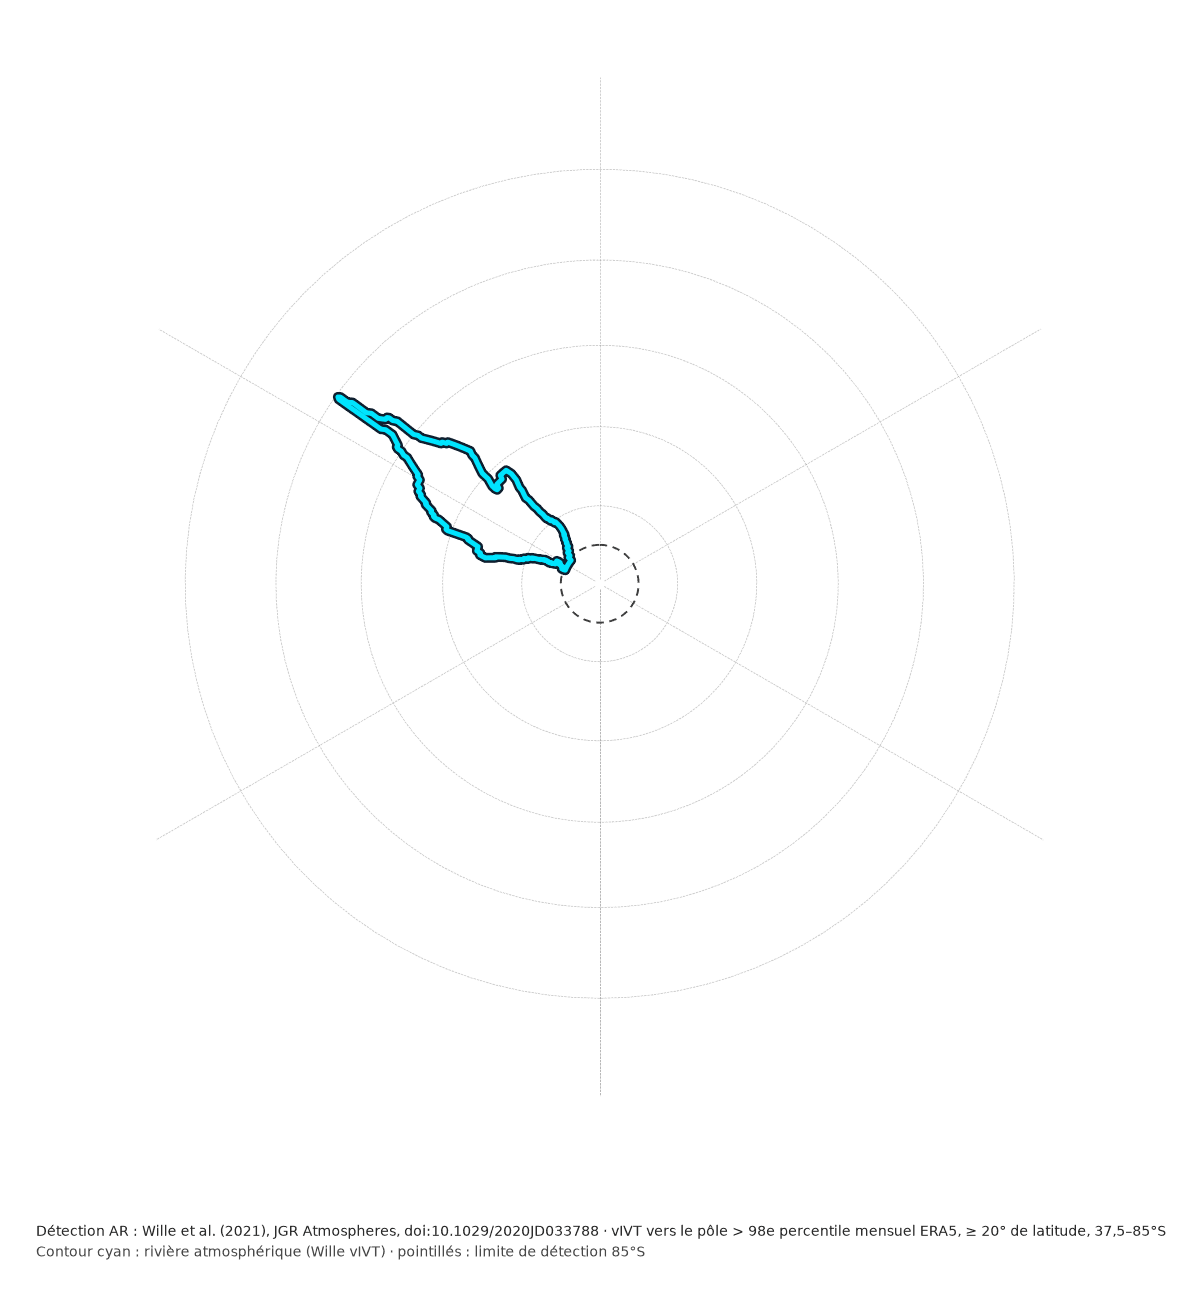 Détection AR : Wille et al. (2021), JGR Atmospheres, doi:10.1029/2020JD033788 · vIVT vers le pôle > 98e percentile mensuel ERA5, ≥ 20° de latitude, 37,5–85°S
Contour cyan : rivière atmosphérique (Wille vIVT) · pointillés : limite de détection 85°S